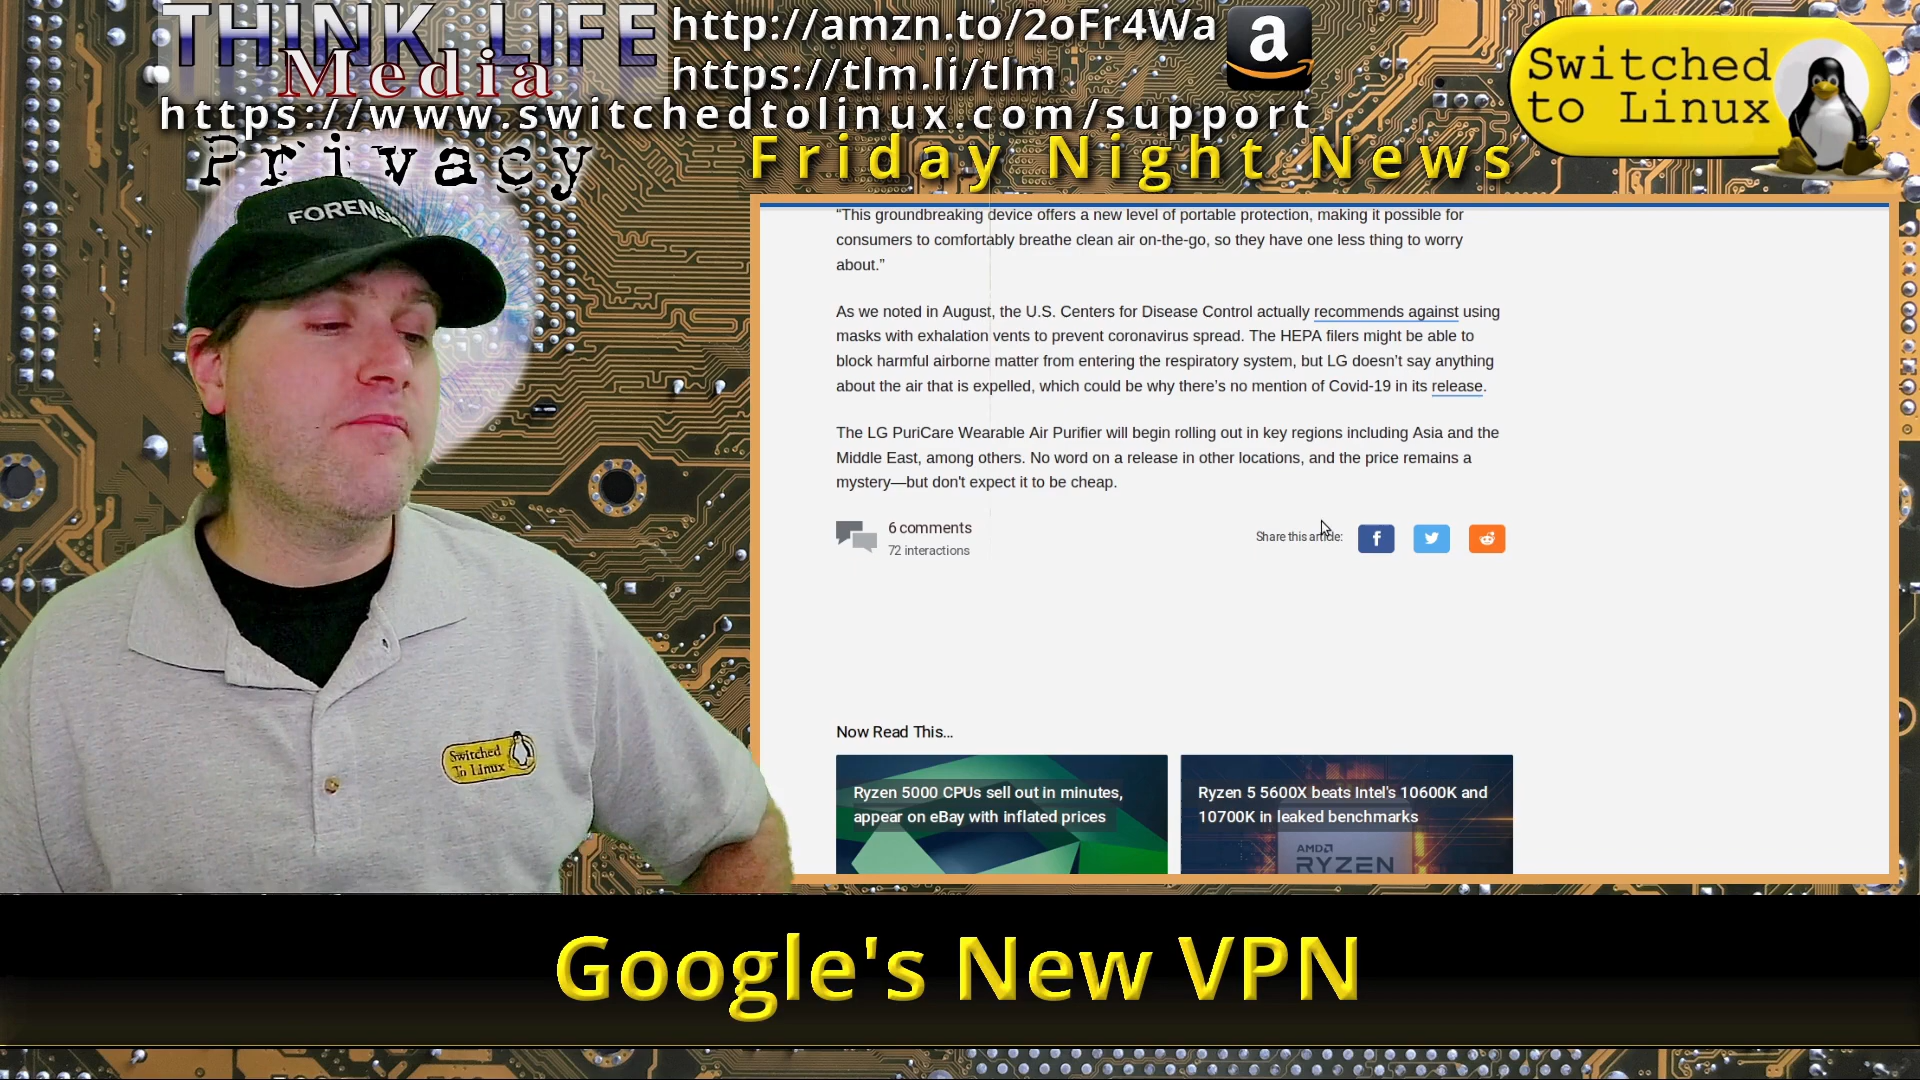 THINK LIFE
Media
http://amzn.to/2oFr4Wa
https://tlm.li/tlm
https://www.switchedtolinux.com/support
a
Switched
to Linux
Privacy
Friday Night News
FORENS
“This groundbreaking device offers a new level of portable protection, making it possible for
consumers to comfortably breathe clean air on-the-go, so they have one less thing to worry
about.”
As we noted in August, the U.S. Centers for Disease Control actually recommends against using
masks with exhalation vents to prevent coronavirus spread. The HEPA filers might be able to
block harmful airborne matter from entering the respiratory system, but LG doesn’t say anything
about the air that is expelled, which could be why there’s no mention of Covid-19 in its release.
The LG PuriCare Wearable Air Purifier will begin rolling out in key regions including Asia and the
Middle East, among others. No word on a release in other locations, and the price remains a
mystery—but don't expect it to be cheap.
6 comments
72 interactions
Share this article:
Now Read This...
Ryzen 5000 CPUs sell out in minutes,
appear on eBay with inflated prices
Ryzen 5 5600X beats Intel's 10600K and
10700K in leaked benchmarks
AMD
RYZEN
Switched
To Linux
Google's New VPN